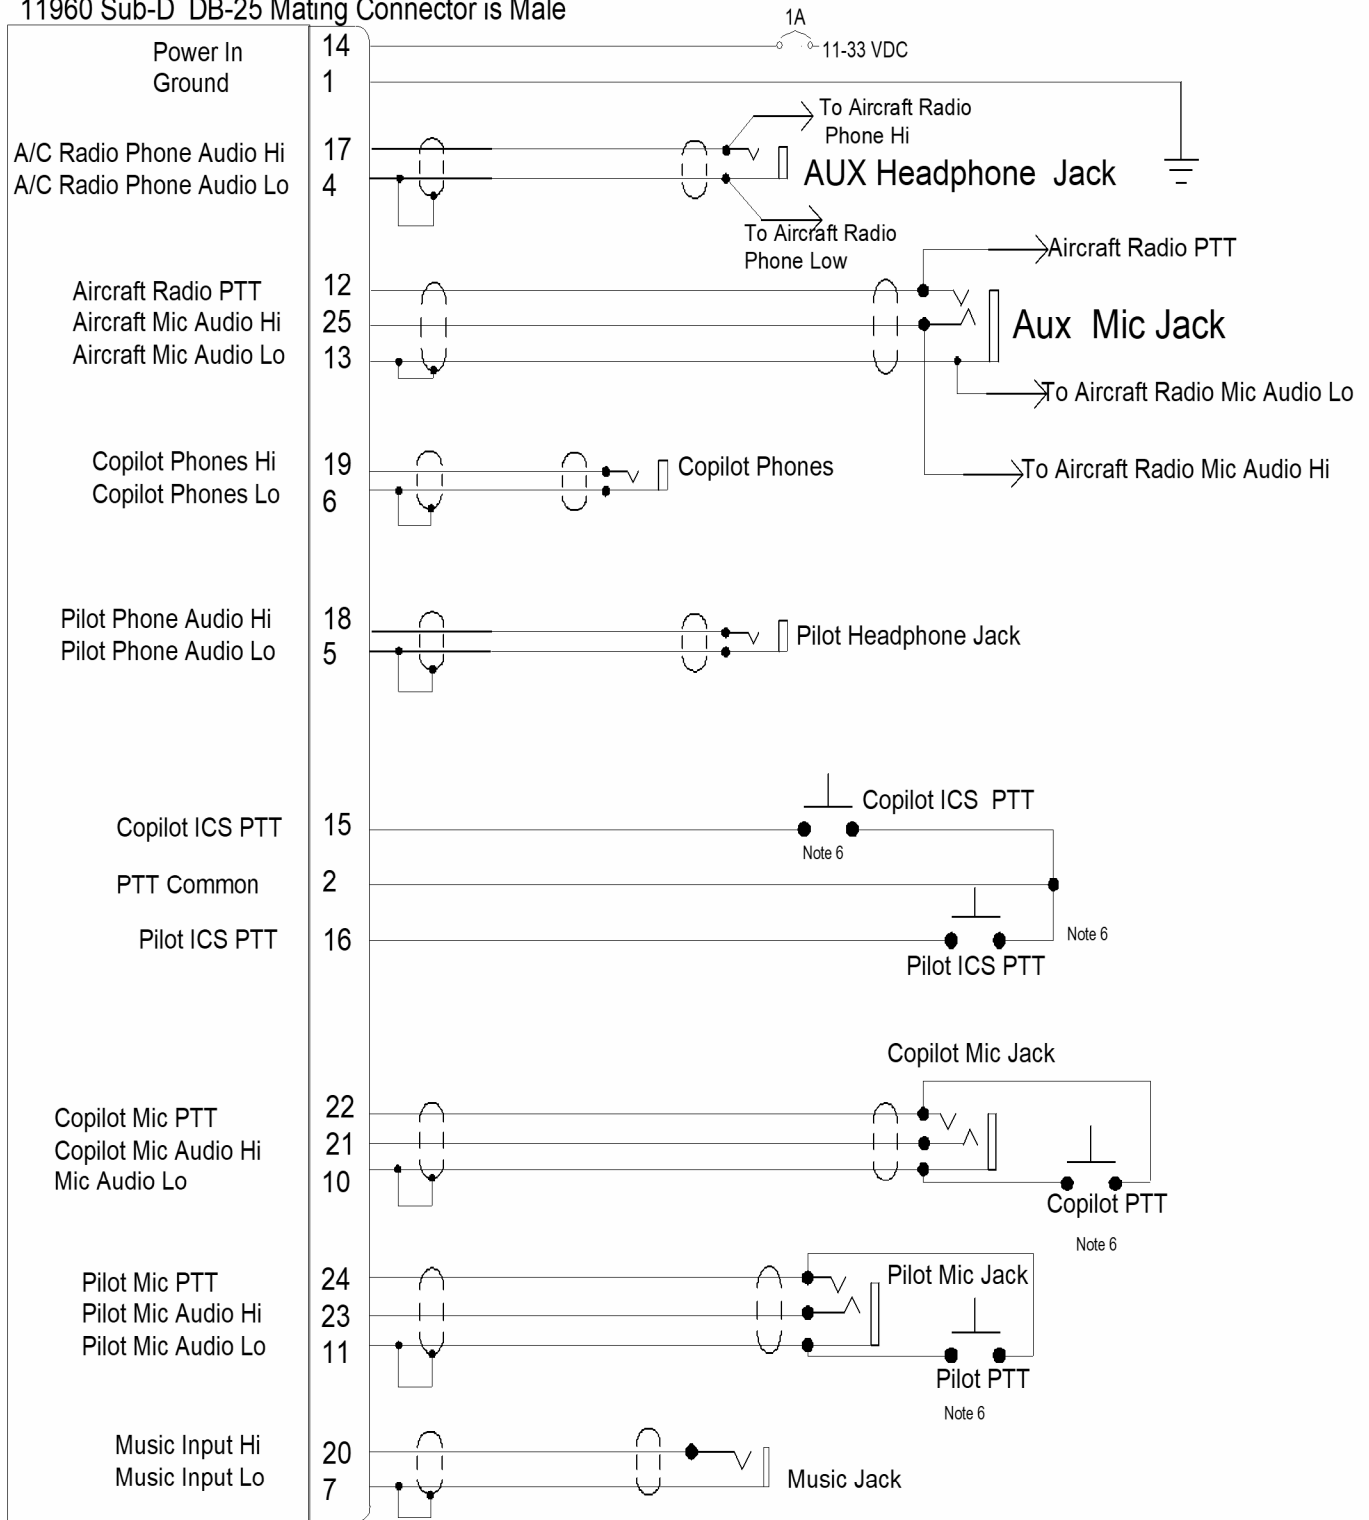 11960 Sub-D DB-25 Mating Connector is Male
1A
Power In 14 11-33 VDC
Ground 1
To Aircraft Radio
Phone Hi
A/C Radio Phone Audio Hi 17
A/C Radio Phone Audio Lo 4 AUX Headphone Jack
To Aircraft Radio
Phone Low
Aircraft Radio PTT
Aircraft Radio PTT 12
Aircraft Mic Audio Hi 25 Aux Mic Jack
Aircraft Mic Audio Lo 13
To Aircraft Radio Mic Audio Lo
Copilot Phones Hi 19 Copilot Phones To Aircraft Radio Mic Audio Hi
Copilot Phones Lo 6
Pilot Phone Audio Hi 18 Pilot Headphone Jack
Pilot Phone Audio Lo 5
Copilot ICS PTT
Copilot ICS PTT 15
Note 6
PTT Common 2
Pilot ICS PTT 16 Note 6
Pilot ICS PTT
Copilot Mic Jack
Copilot Mic PTT 22
Copilot Mic Audio Hi 21
Mic Audio Lo 10
Copilot PTT
Note 6
Pilot Mic PTT 24 Pilot Mic Jack
Pilot Mic Audio Hi 23
Pilot Mic Audio Lo 11
Pilot PTT
Note 6
Music Input Hi 20
Music Input Lo 7 Music Jack